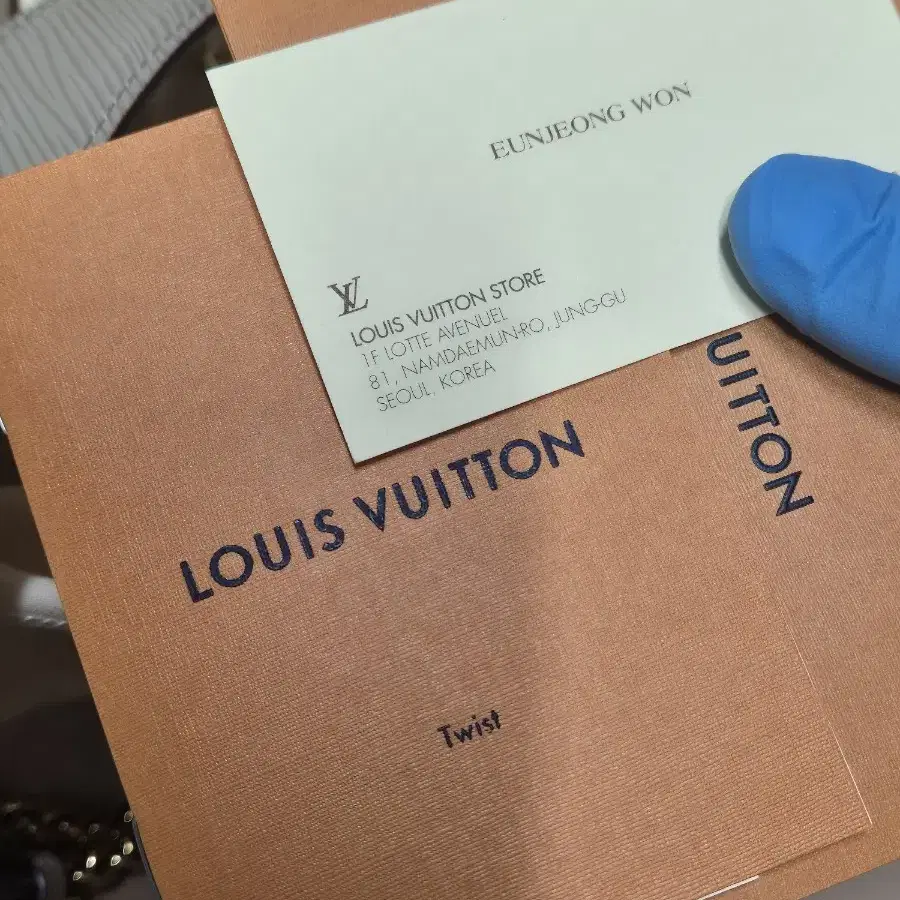 EUNJEONG WON
LV
LOUIS VUITTON STORE
1F LOTTE AVENUEL
81, NAMDAEMUN-RO, JUNG-GU
SEOUL, KOREA
LOUIS VUITTON
UITTON
Twist